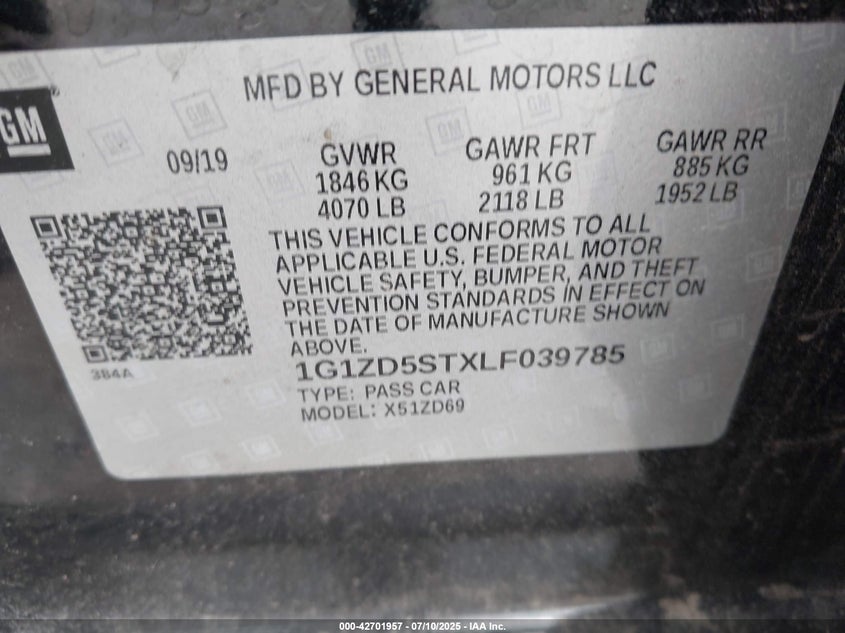 MFD BY GENERAL MOTORS LLC
GM
09/19
GVWR
1846 KG
4070 LB
GAWR FRT
961 KG
2118 LB
GAWR RR
885 KG
1952 LB
THIS VEHICLE CONFORMS TO ALL
APPLICABLE U.S. FEDERAL MOTOR
VEHICLE SAFETY, BUMPER, AND THEFT
PREVENTION STANDARDS IN EFFECT ON
THE DATE OF MANUFACTURE SHOWN
ABOVE.
1G1ZD5STXLF039785
384A
TYPE: PASS CAR
MODEL: X51ZD69
000-42701957 - 07/10/2025 - IAA Inc.